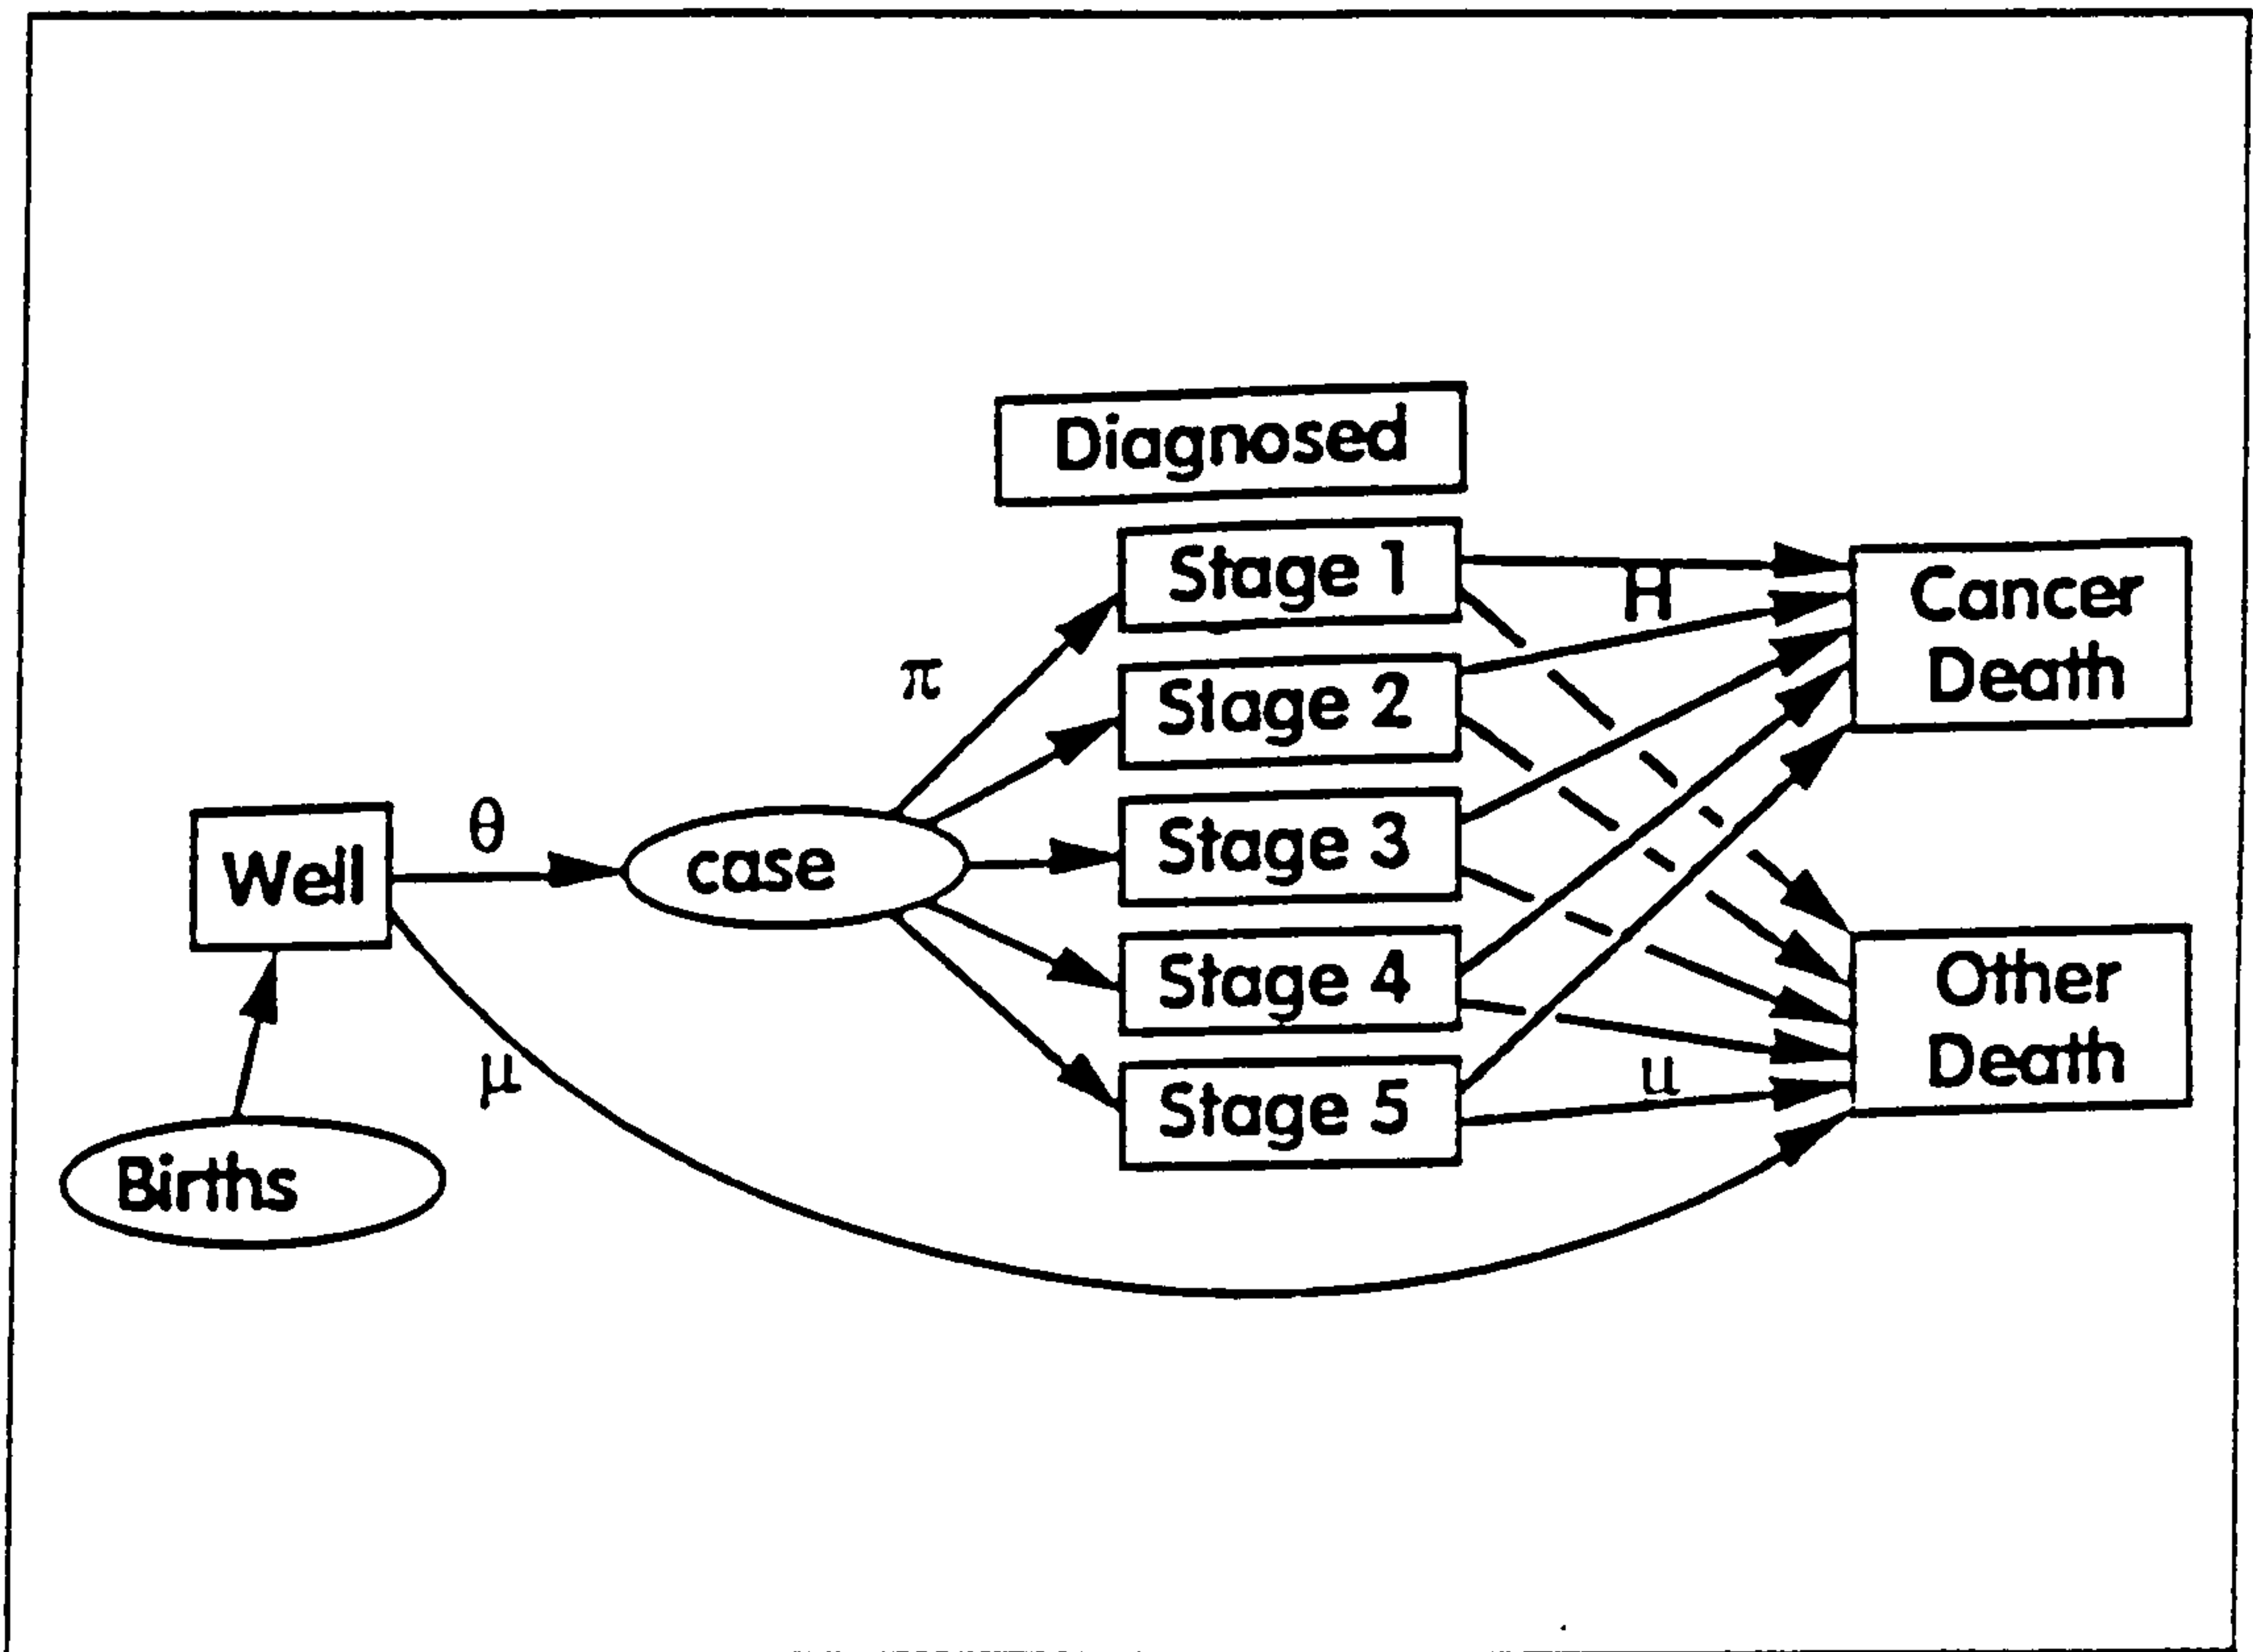 Diagnosed
Stage 1
Stage 2
Stage 3
Stage 4
Stage 5
π
Well
θ
case
μ
Births
Cancer
Death
Other
Death
u